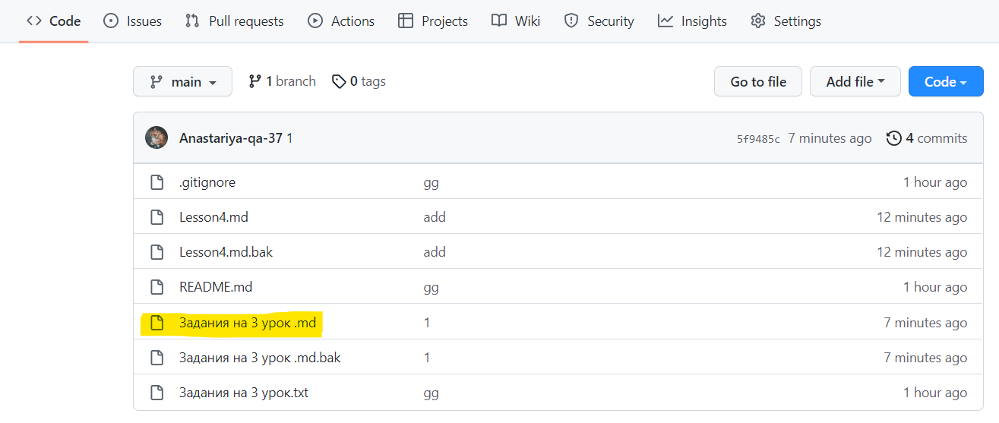 Code Issues Pull requests Actions Projects Wiki Security Insights Settings
main 1 branch 0 tags Go to file Add file Code
Anastariya-qa-37 1 5f9485c 7 minutes ago 4 commits
.gitignore gg 1 hour ago
Lesson4.md add 12 minutes ago
Lesson4.md.bak add 12 minutes ago
README.md gg 1 hour ago
Задания на 3 урок .md 1 7 minutes ago
Задания на 3 урок .md.bak 1 7 minutes ago
Задания на 3 урок.txt gg 1 hour ago